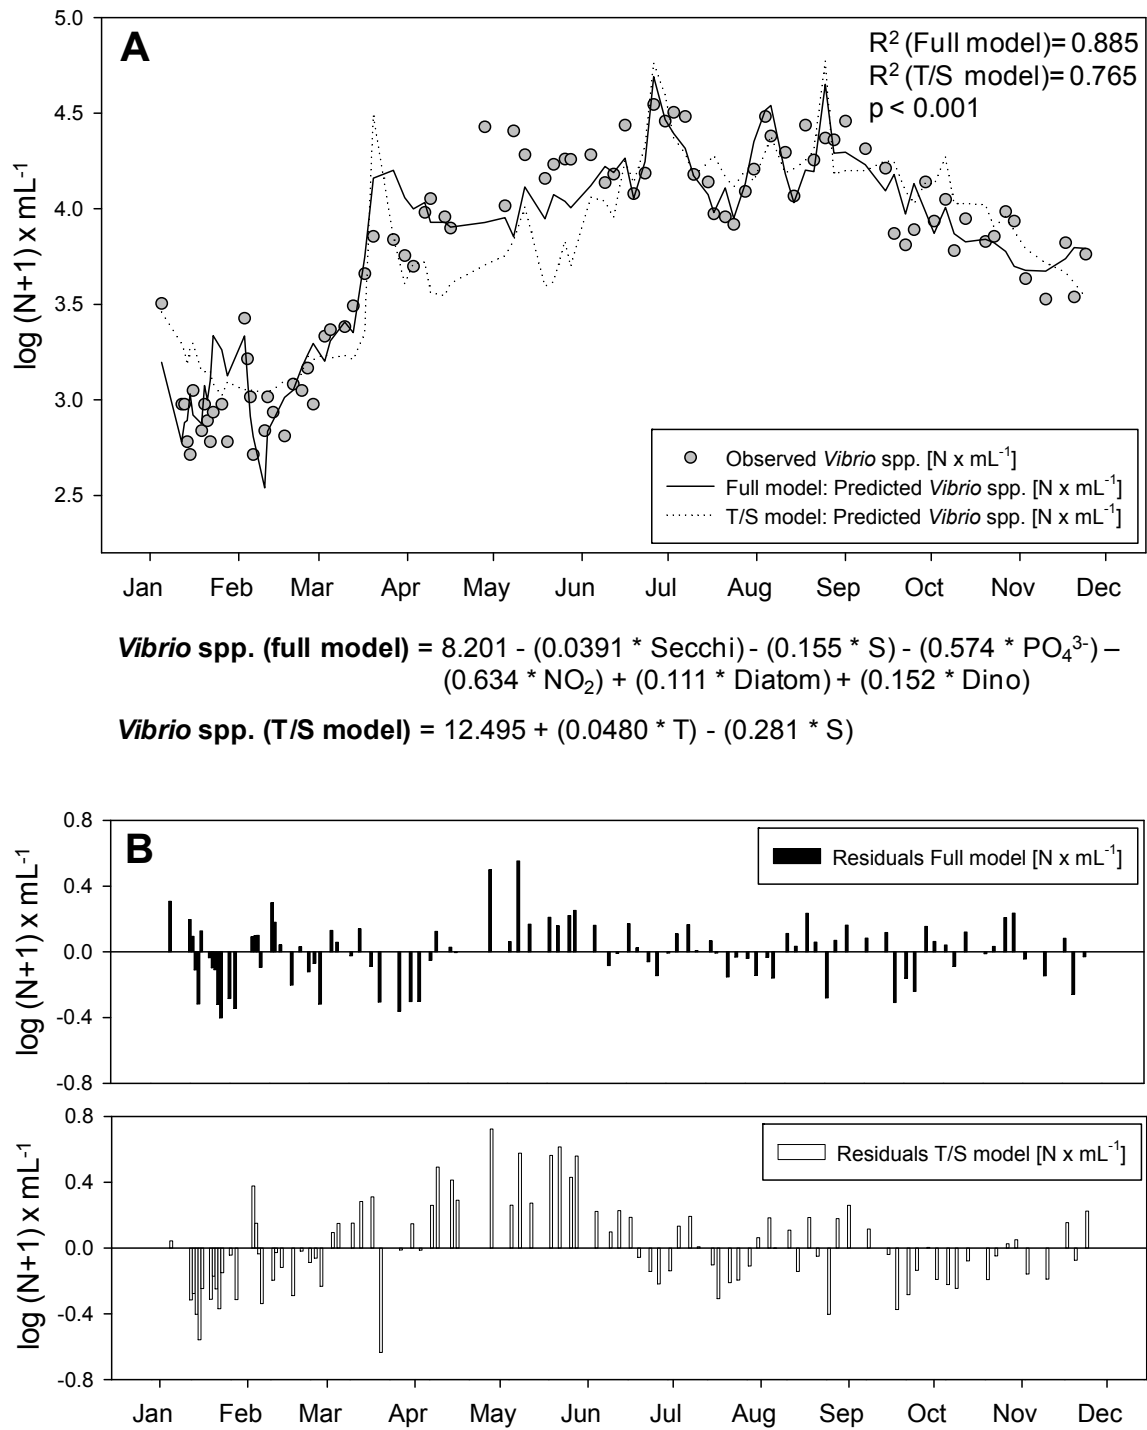 A
R² (Full model)= 0.885
R² (T/S model)= 0.765
p < 0.001
5.0
4.5
4.0
3.5
3.0
2.5
log (N+1) x mL⁻¹
Observed Vibrio spp. [N x mL⁻¹]
Full model: Predicted Vibrio spp. [N x mL⁻¹]
T/S model: Predicted Vibrio spp. [N x mL⁻¹]
Jan Feb Mar Apr May Jun Jul Aug Sep Oct Nov Dec
Vibrio spp. (full model) = 8.201 - (0.0391 * Secchi) - (0.155 * S) - (0.574 * PO₄³⁻) –
(0.634 * NO₂) + (0.111 * Diatom) + (0.152 * Dino)
Vibrio spp. (T/S model) = 12.495 + (0.0480 * T) - (0.281 * S)
B
0.8
0.4
0.0
-0.4
-0.8
log (N+1) x mL⁻¹
Residuals Full model [N x mL⁻¹]
0.8
0.4
0.0
-0.4
-0.8
log (N+1) x mL⁻¹
Residuals T/S model [N x mL⁻¹]
Jan Feb Mar Apr May Jun Jul Aug Sep Oct Nov Dec